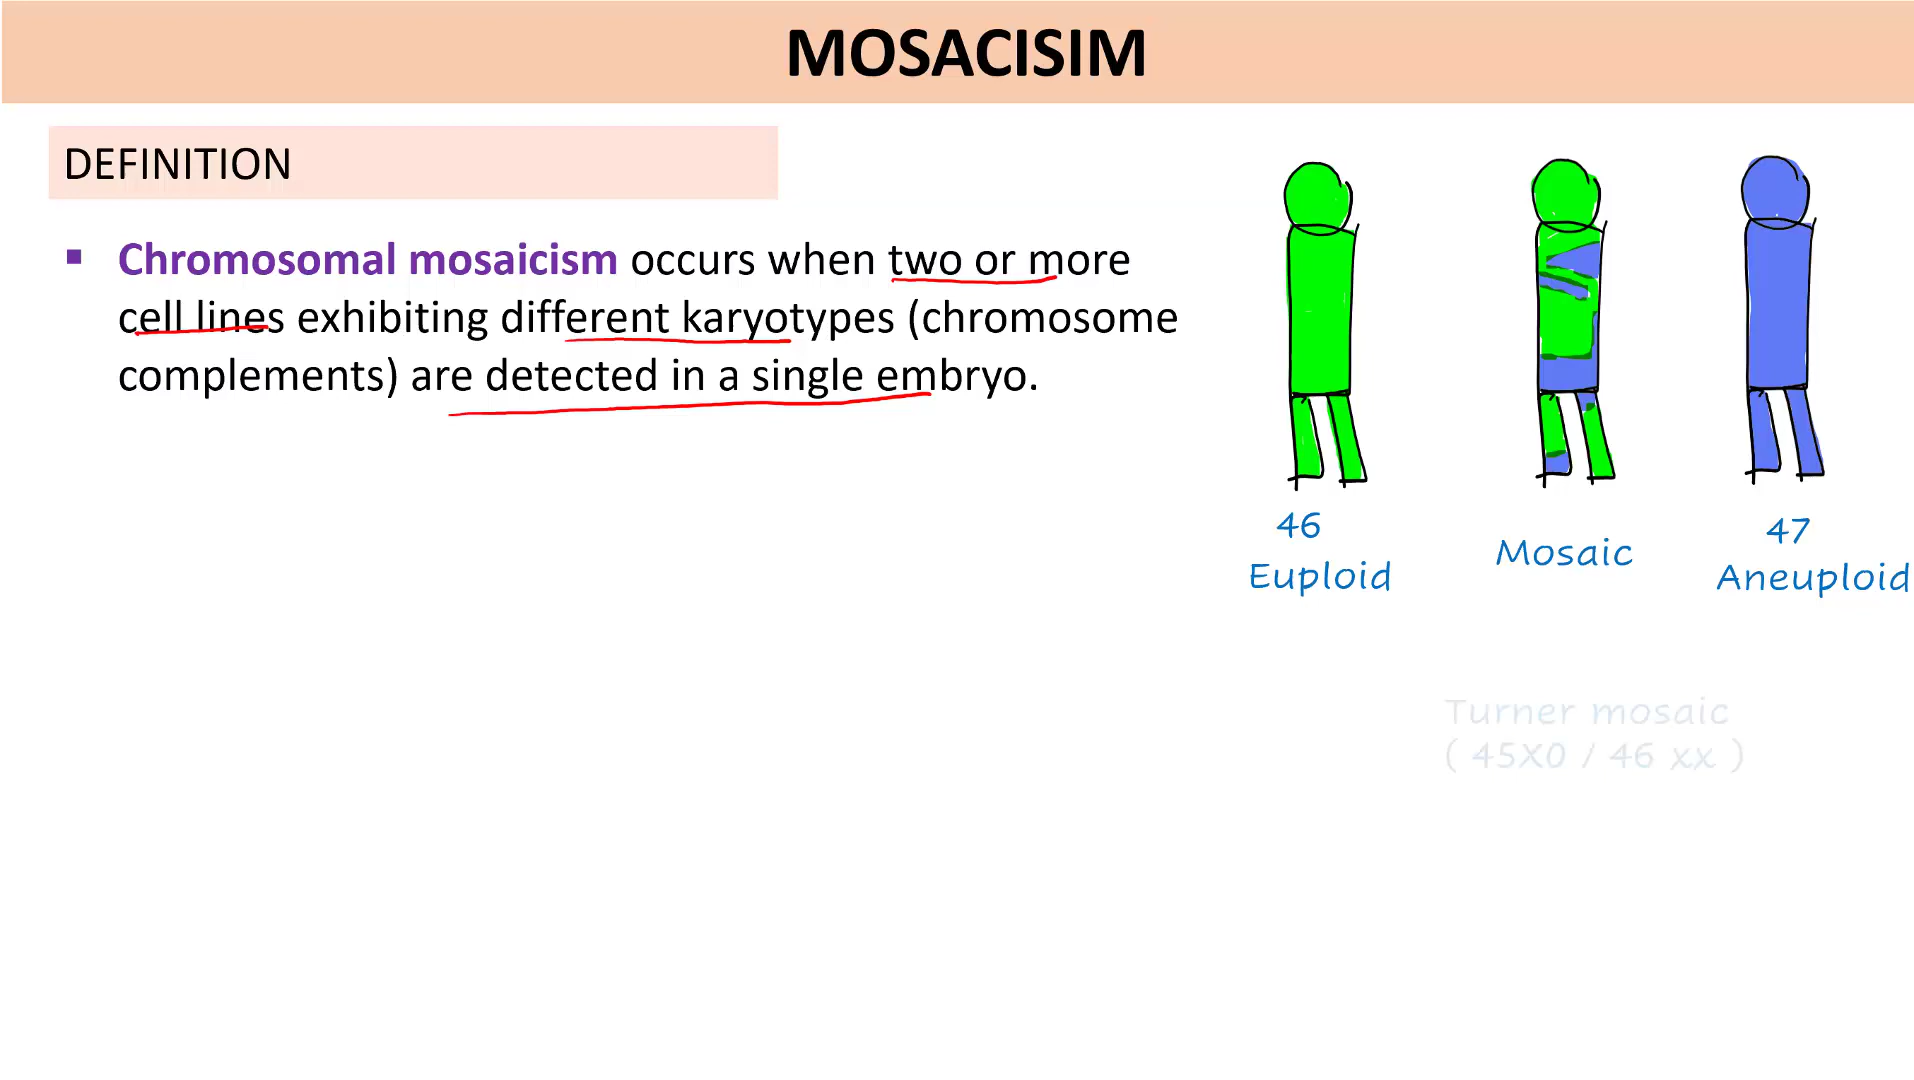 MOSACISIM
DEFINITION
▪ Chromosomal mosaicism occurs when two or more
cell lines exhibiting different karyotypes (chromosome
complements) are detected in a single embryo.
46
Euploid
Mosaic
47
Aneuploid
Turner mosaic
( 45X0 / 46 xx )